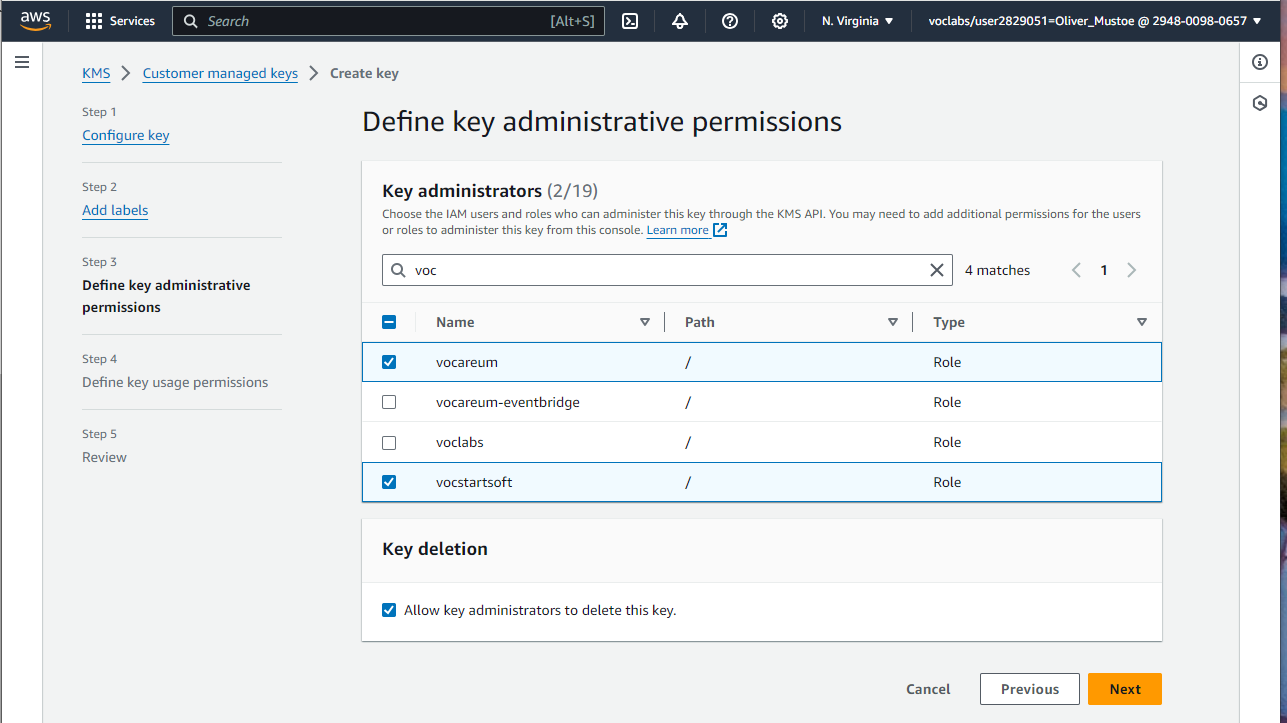 aws Services Search [Alt+S] N. Virginia voclabs/user2829051=Oliver_Mustoe @ 2948-0098-0657
KMS Customer managed keys Create key
Step 1
Configure key
Step 2
Add labels
Step 3
Define key administrative
permissions
Step 4
Define key usage permissions
Step 5
Review
Define key administrative permissions
Key administrators (2/19)
Choose the IAM users and roles who can administer this key through the KMS API. You may need to add additional permissions for the users
or roles to administer this key from this console. Learn more
voc 4 matches 1
Name Path Type
vocareum / Role
vocareum-eventbridge / Role
voclabs / Role
vocstartsoft / Role
Key deletion
Allow key administrators to delete this key.
Cancel Previous Next